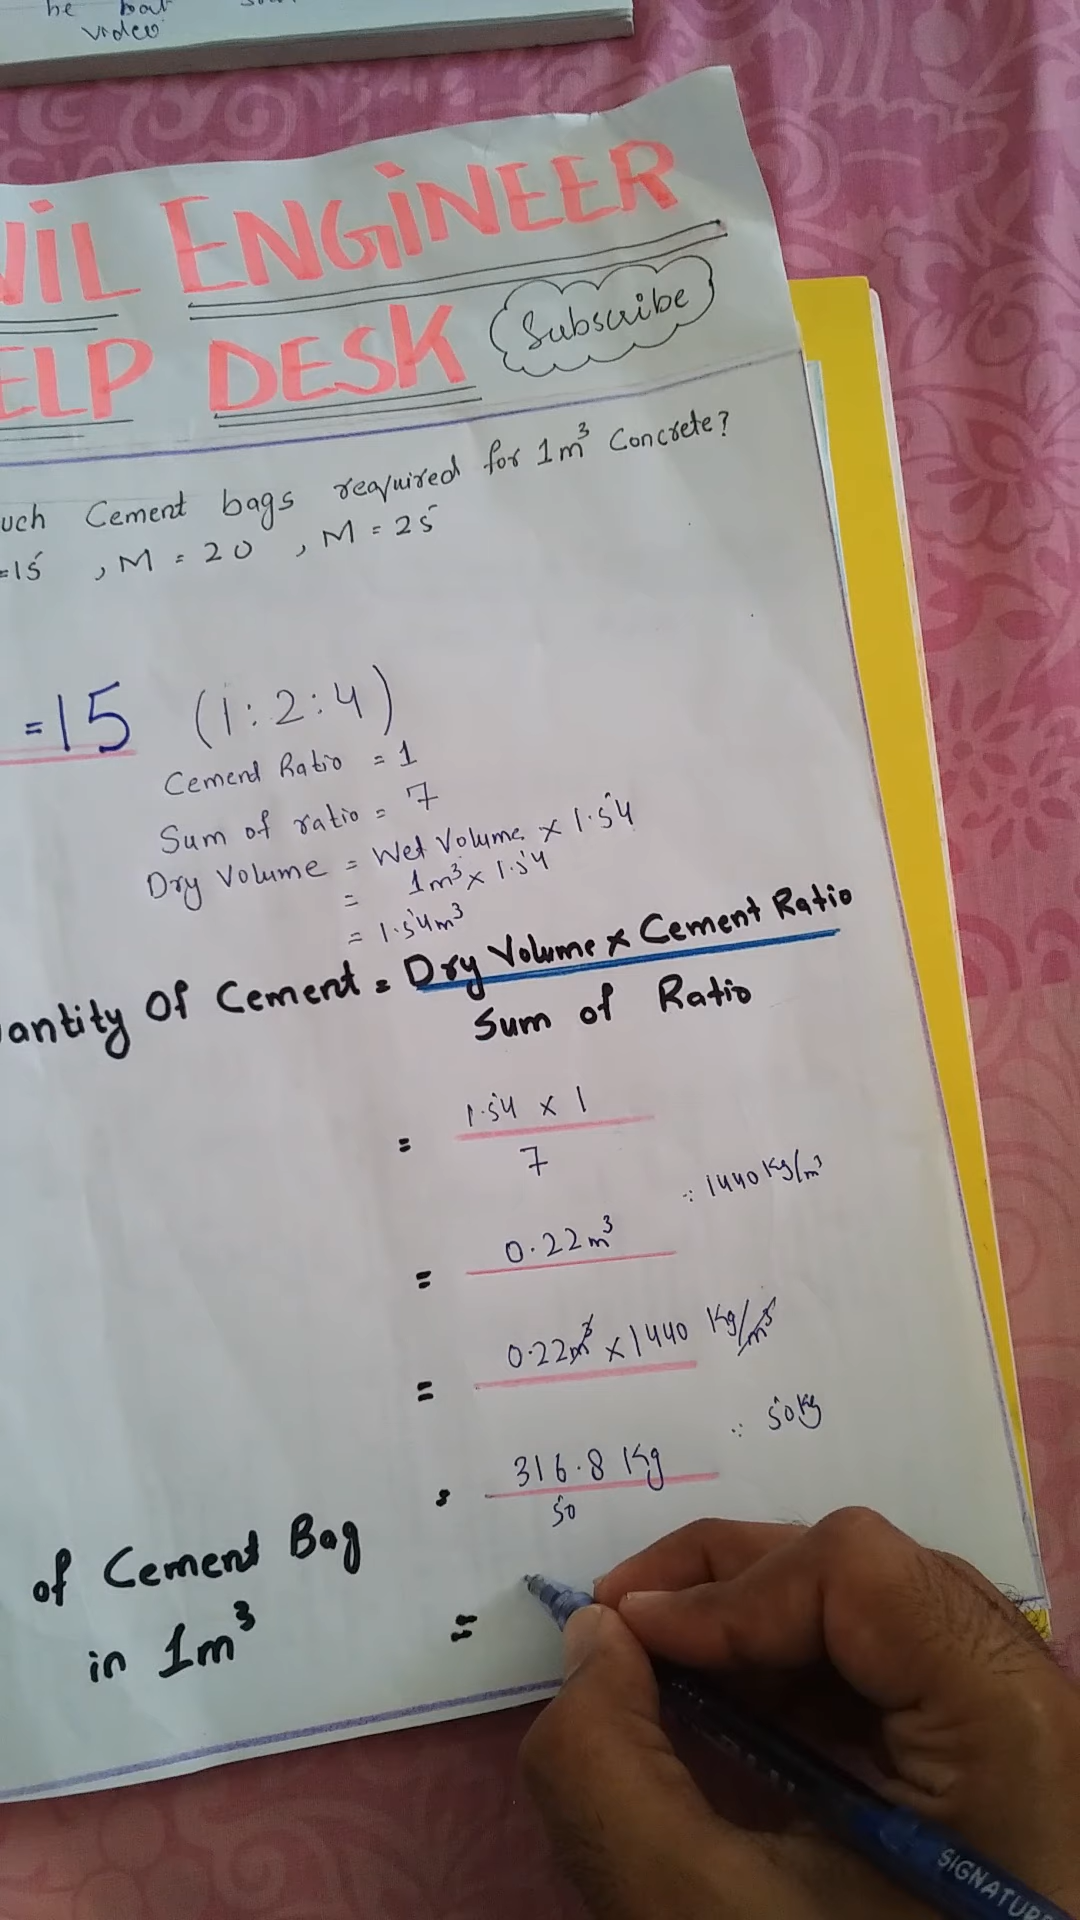 be
video
VIL ENGINEER
ELP DESK Subscribe
uch Cement bags required for 1m³ Concrete?
=15 , M = 20 , M = 25
=15 (1:2:4)
Cement Ratio = 1
Sum of ratio = 7
Dry Volume = Wet Volume × 1.54
= 1m³ × 1.54
= 1.54m³
antity Of Cement = Dry Volume × Cement Ratio
Sum of Ratio
= 1.54 × 1
7
∵ 1440 Kg/m³
= 0.22m³
= 0.22m³ × 1440 Kg/m³
∵ 50Kg
= 316.8 Kg
50
of Cement Bag
in 1m³ =
SIGNATURE